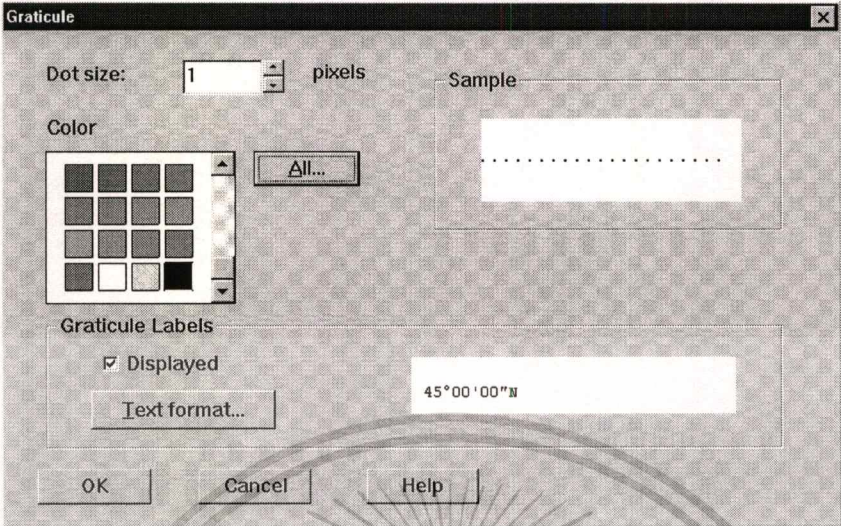 Graticule
Dot size: 1 pixels
Sample
Color
All...
Graticule Labels
Displayed
45°00'00"N
Text format...
OK Cancel Help